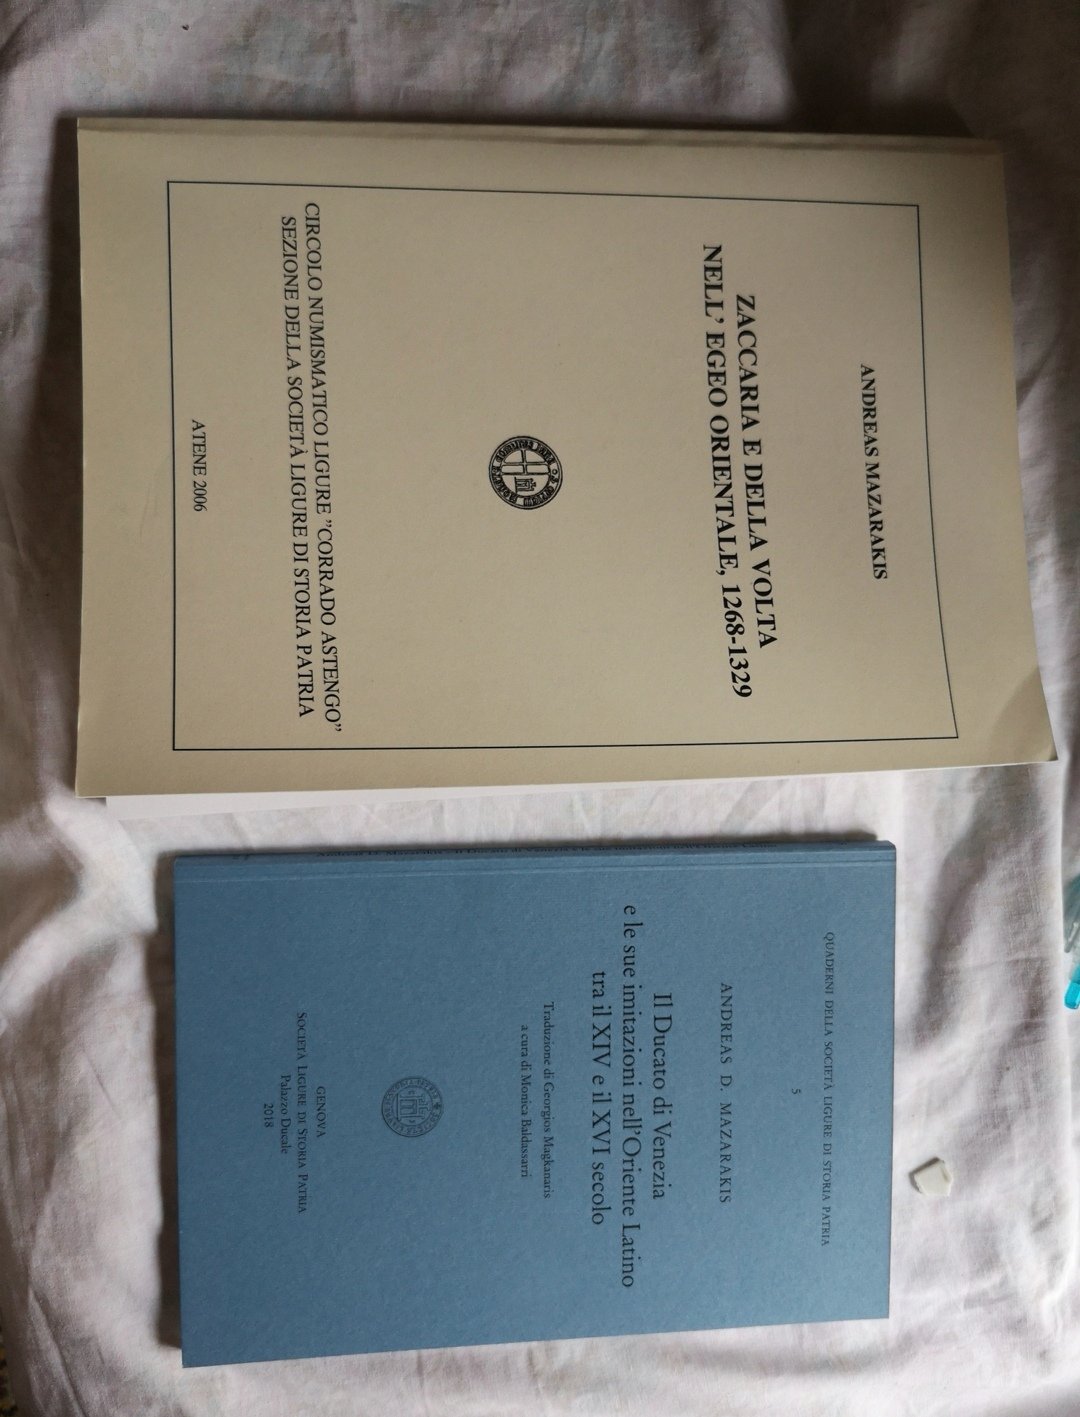 ANDREAS MAZARAKIS
ZACCARIA E DELLA VOLTA
NELL' EGEO ORIENTALE, 1268-1329
CIRCOLO NUMISMATICO LIGURE "CORRADO ASTENGO"
SEZIONE DELLA SOCIETÀ LIGURE DI STORIA PATRIA
ATENE 2006
QUADERNI DELLA SOCIETÀ LIGURE DI STORIA PATRIA
5
ANDREAS D. MAZARAKIS
Il Ducato di Venezia
e le sue imitazioni nell'Oriente Latino
tra il XIV e il XVI secolo
Traduzione di Georgios Magkanaris
a cura di Monica Baldassarri
GENOVA
SOCIETÀ LIGURE DI STORIA PATRIA
Palazzo Ducale
2018